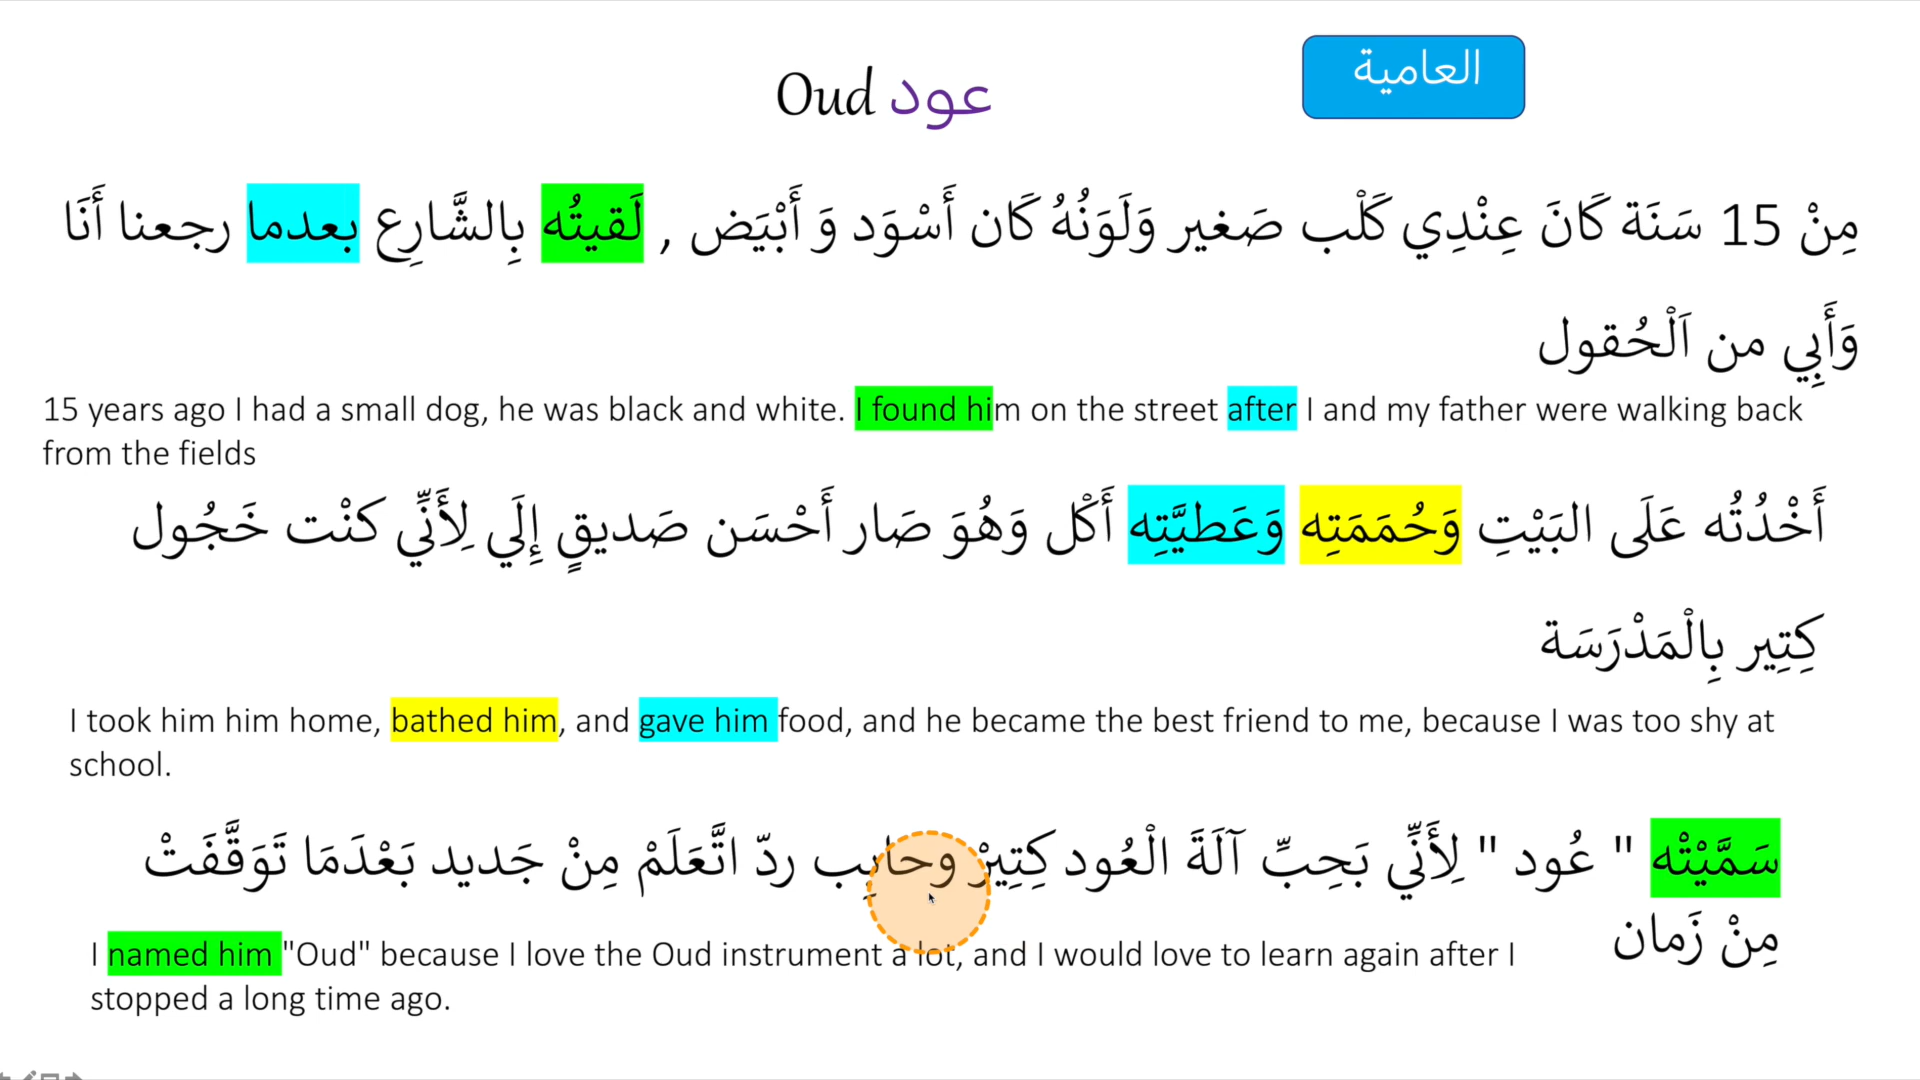 العامية
Oud عود
مِنْ 15 سَنَة كَانَ عِنْدِي كَلْب صَغير وَلَوَنُهُ كَان أَسْوَد وَ أَبْيَض , لَقيتُه بِالشَّارِع بعدما رجعنا أَنَا
وَأَبِي من اَلْحُقول
15 years ago I had a small dog, he was black and white. I found him on the street after I and my father were walking back
from the fields
أَخْدُتُه عَلَى البَيْتِ وَحُمَمَتِه وَعَطيَّتِه أَكْل وَهُوَ صَار أَحْسَن صَديقٍ إِلَي لِأَنِّي كنْت خَجُول
كِتِير بِالْمَدْرَسَة
I took him him home, bathed him, and gave him food, and he became the best friend to me, because I was too shy at
school.
سَمَّيْتْه " عُود " لِأَنِّي بَحِبِّ آلَةَ الْعُود كِتِيرْ وحابِب ردّ اتَّعَلَمْ مِنْ جَديد بَعْدَمَا تَوَقَّفَتْ
مِنْ زَمان
I named him "Oud" because I love the Oud instrument a lot, and I would love to learn again after I
stopped a long time ago.